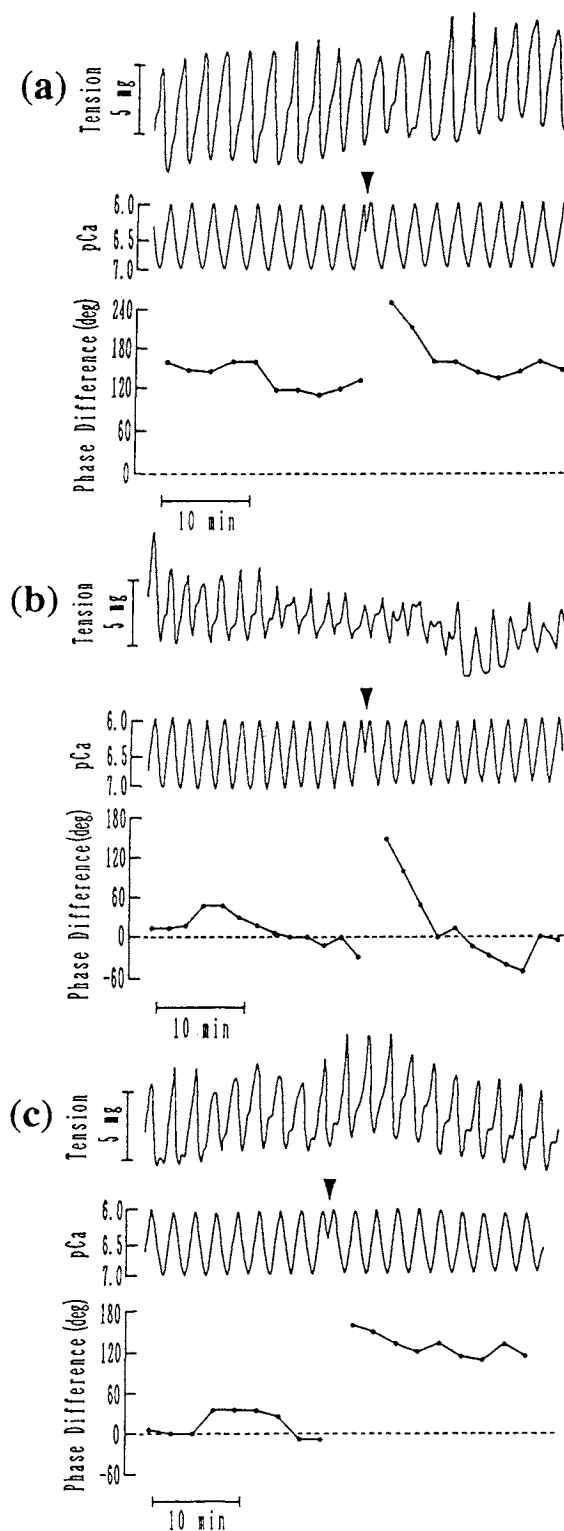 (a)
Tension
5 mg
pCa
6.0
6.5
7.0
Phase Difference (deg)
240
180
120
60
0
10 min
(b)
Tension
5 mg
pCa
6.0
6.5
7.0
Phase Difference (deg)
180
120
60
0
-60
10 min
(c)
Tension
5 mg
pCa
6.0
6.5
7.0
Phase Difference (deg)
180
120
60
0
-60
10 min